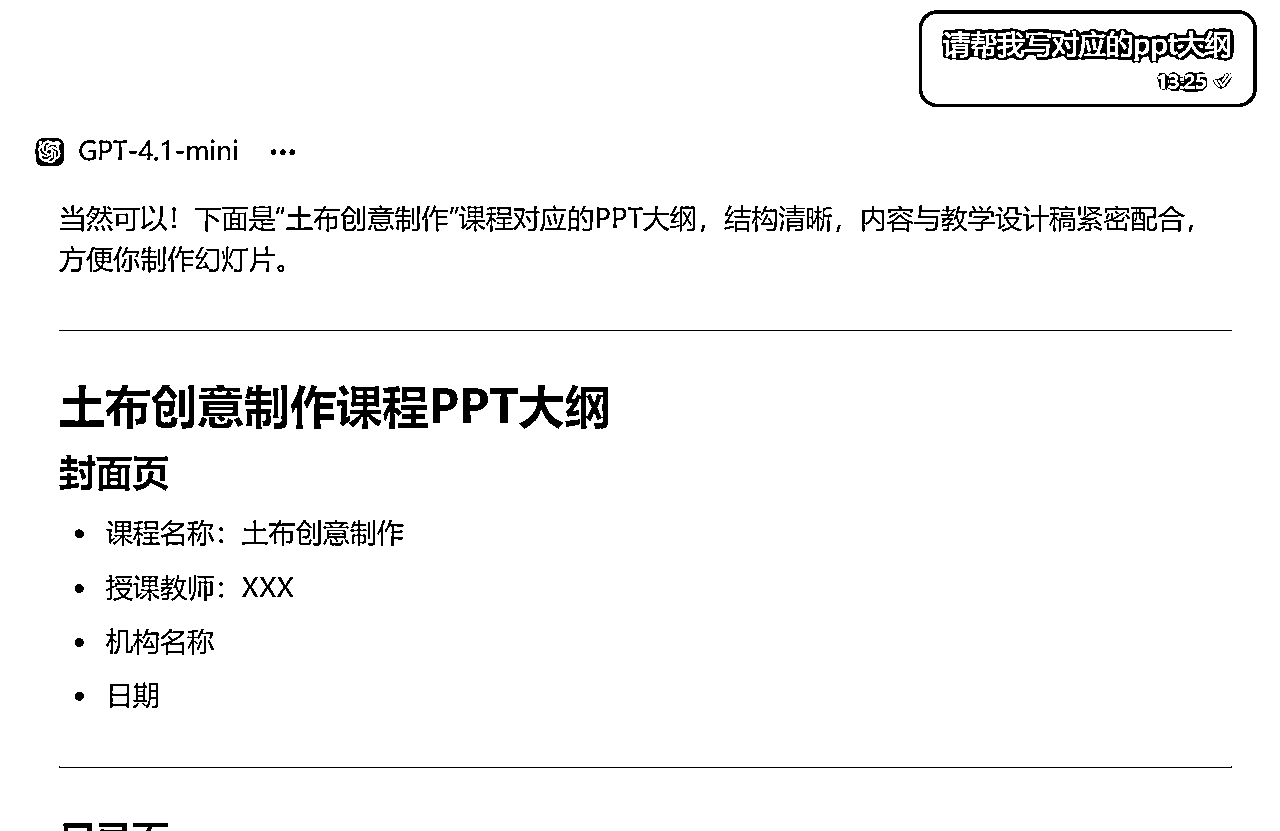 请帮我写对应的ppt大纲
13:25
GPT-4.1-mini
当然可以！下面是“土布创意制作”课程对应的PPT大纲，结构清晰，内容与教学设计稿紧密配合，
方便你制作幻灯片。
土布创意制作课程PPT大纲
封面页
• 课程名称：土布创意制作
• 授课教师：XXX
• 机构名称
• 日期